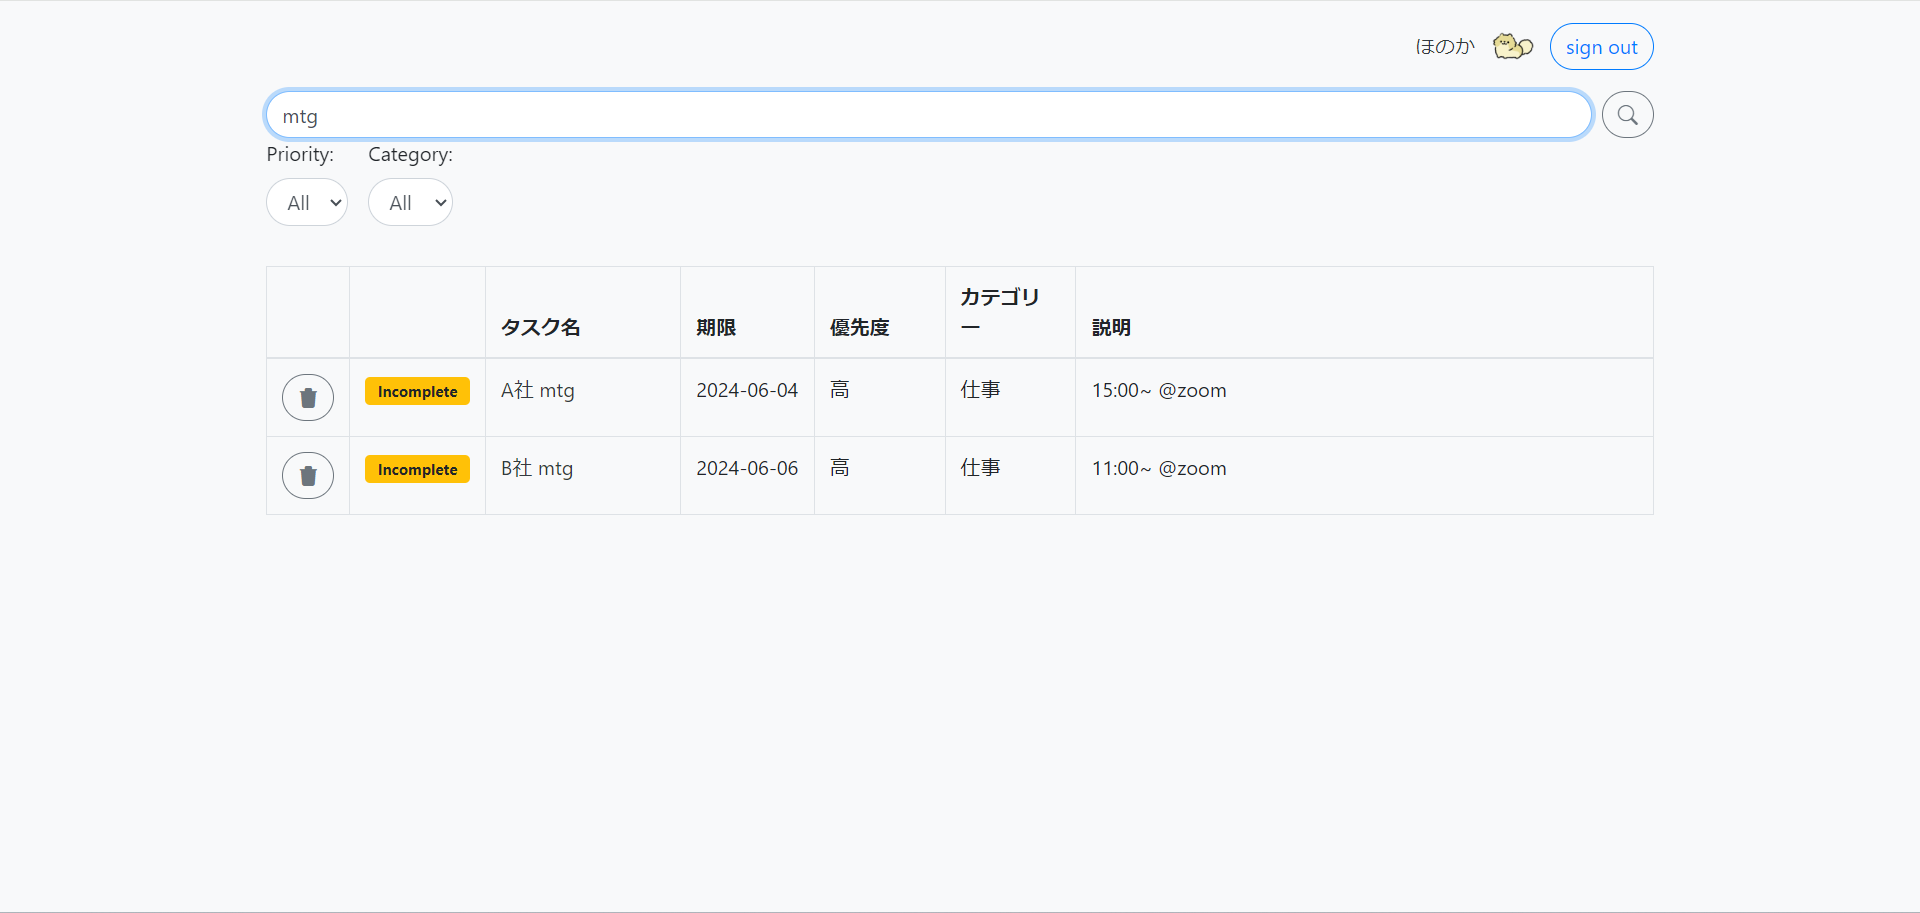 ほのか sign out
mtg
Priority: Category:
All All
タスク名 期限 優先度 カテゴリー 説明
Incomplete A社 mtg 2024-06-04 高 仕事 15:00~ @zoom
Incomplete B社 mtg 2024-06-06 高 仕事 11:00~ @zoom